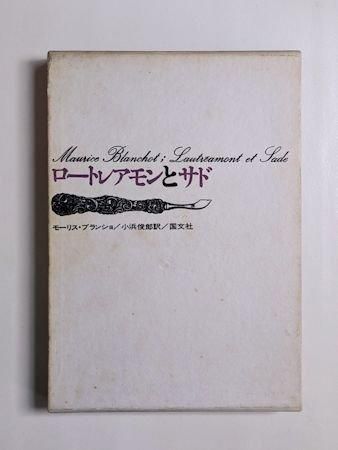 Maurice Blanchot; Lautréamont et Sade
ロートレアモンとサド
モーリス・ブランショ/小浜俊郎訳/国文社